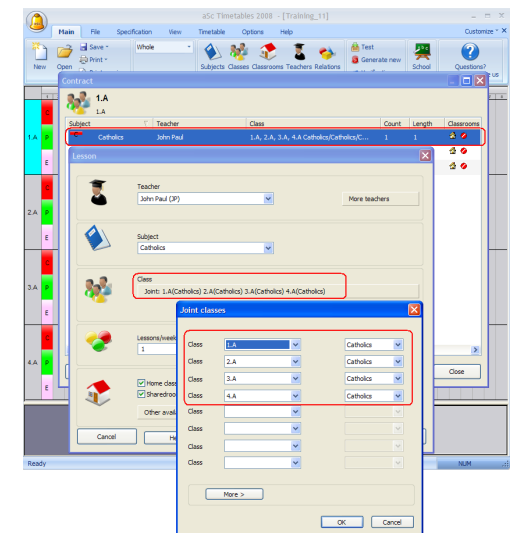 aSc Timetables 2008 - [Training_11]
Main File Specification View Timetable Options Help Customize
New
Open
Save
Print
Whole
Subjects Classes Classrooms Teachers Relations
Test
Generate new
School
Questions?
Contract
1.A
1.A
Subject Teacher Class Count Length Classrooms
C Catholics John Paul 1.A, 2.A, 3.A, 4.A Catholics/Catholics/C... 1 1
1.A
C
P
E
2.A
C
P
E
3.A
C
P
E
4.A
C
P
E
Lesson
Teacher
John Paul (JP)
More teachers
Subject
Catholics
Class
Joint: 1.A(Catholics) 2.A(Catholics) 3.A(Catholics) 4.A(Catholics)
Lessons/week
1
Home class
Cancel
Close
Joint classes
Class 1.A Catholics
Class 2.A Catholics
Class 3.A Catholics
Class 4.A Catholics
Class
Class
Class
Class
More >
OK Cancel
Ready
NUM